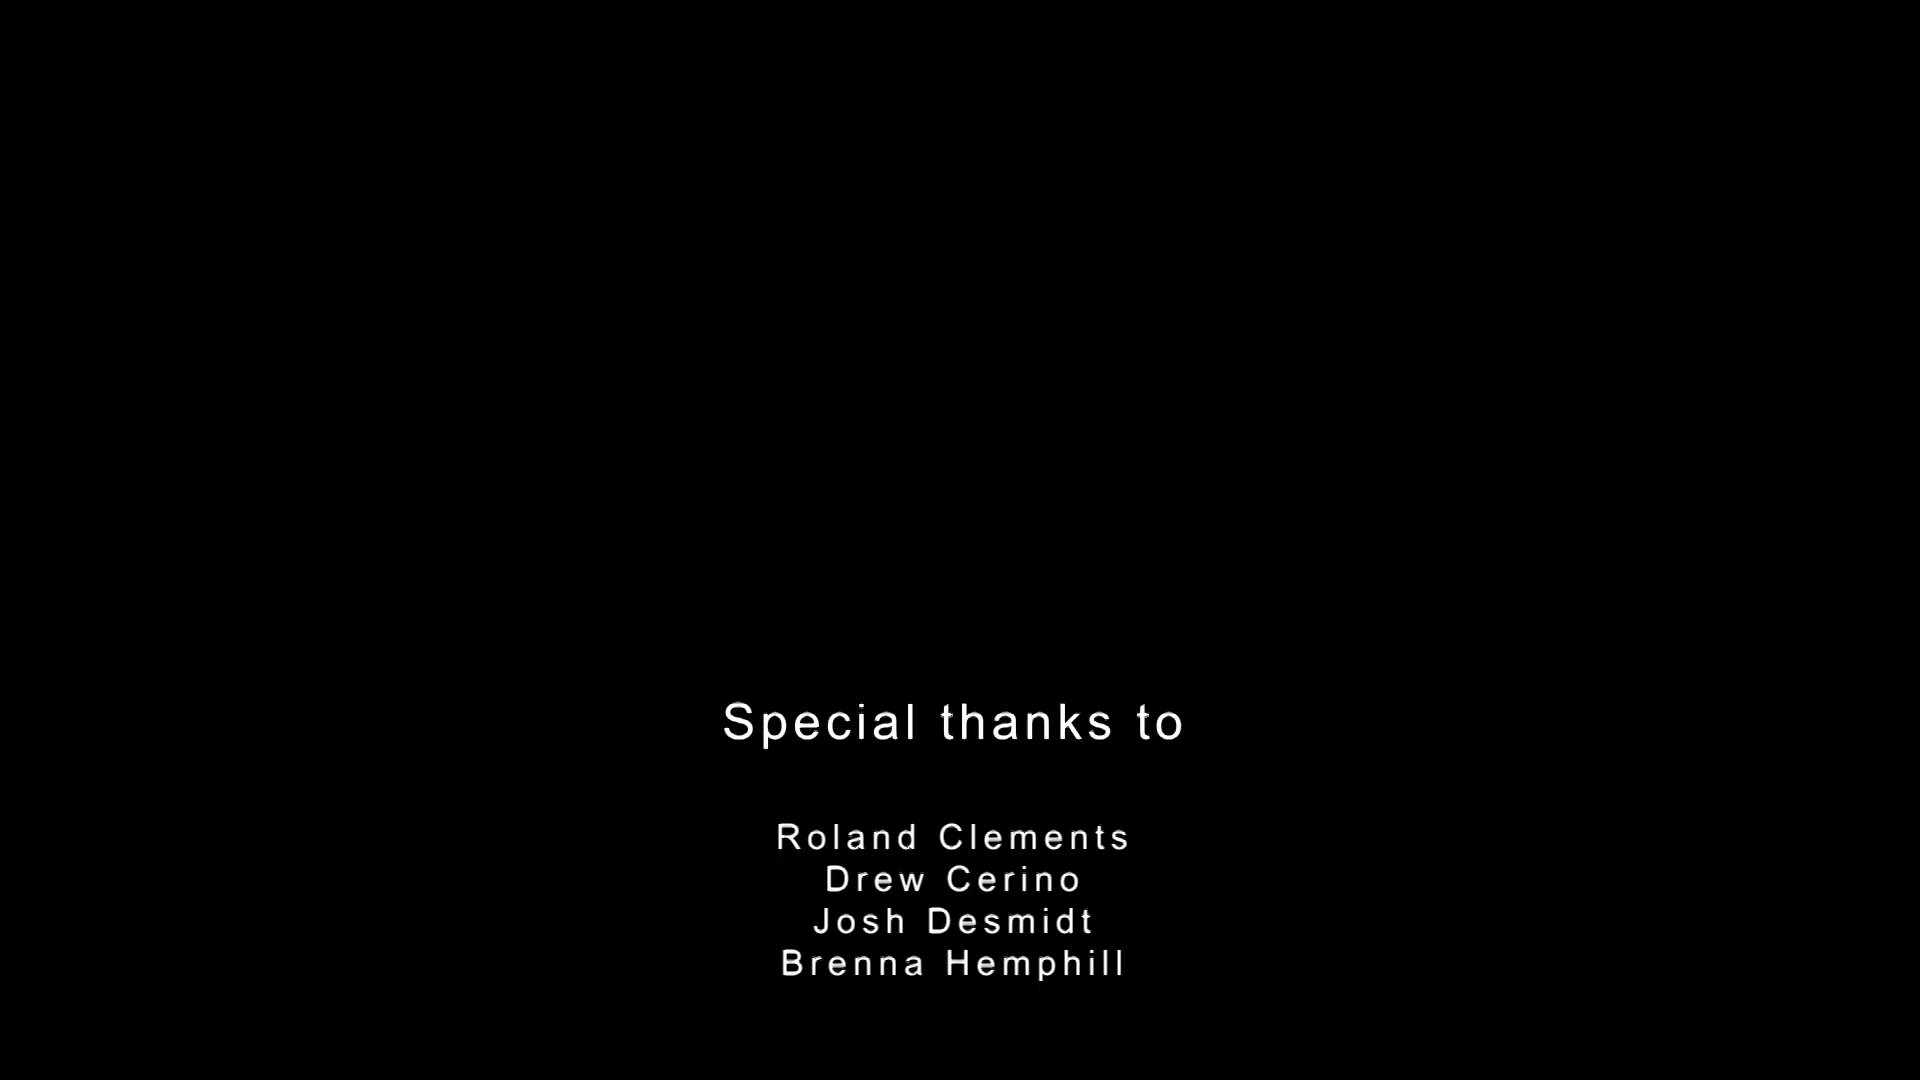 Special thanks to
Roland Clements
Drew Cerino
Josh Desmidt
Brenna Hemphill